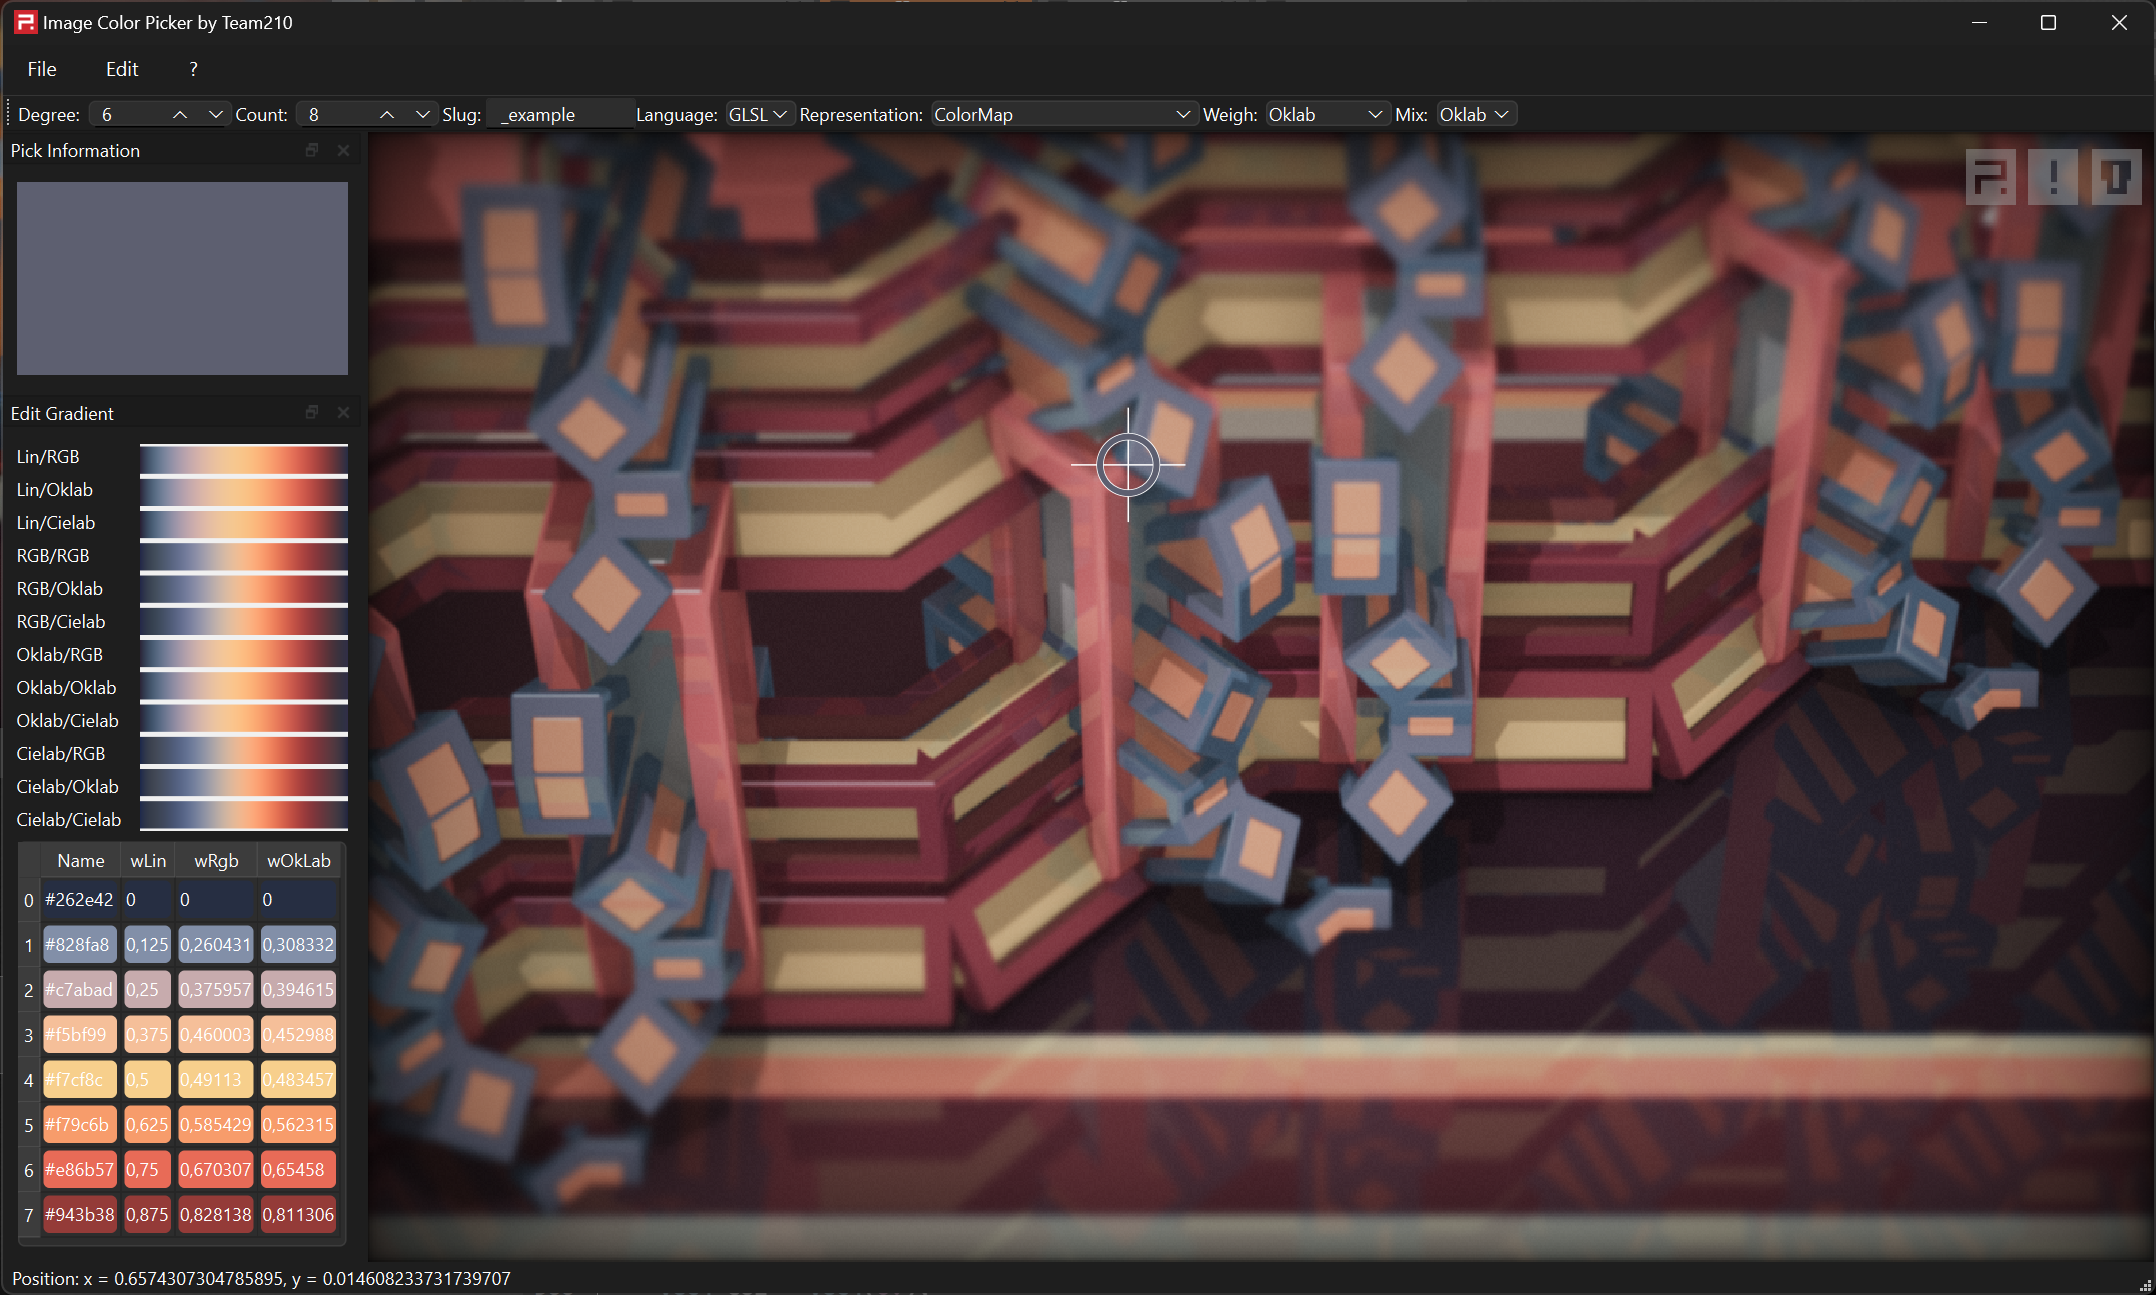 Image Color Picker by Team210
File Edit ?
Degree: 6 Count: 8 Slug: _example Language: GLSL Representation: ColorMap Weigh: Oklab Mix: Oklab
Pick Information
Edit Gradient
Lin/RGB
Lin/Oklab
Lin/Cielab
RGB/RGB
RGB/Oklab
RGB/Cielab
Oklab/RGB
Oklab/Oklab
Oklab/Cielab
Cielab/RGB
Cielab/Oklab
Cielab/Cielab
Name wLin wRgb wOkLab
0 #262e42 0 0 0
1 #828fa8 0,125 0,260431 0,308332
2 #c7abad 0,25 0,375957 0,394615
3 #f5bf99 0,375 0,460003 0,452988
4 #f7cf8c 0,5 0,49113 0,483457
5 #f79c6b 0,625 0,585429 0,562315
6 #e86b57 0,75 0,670307 0,65458
7 #943b38 0,875 0,828138 0,811306
Position: x = 0.6574307304785895, y = 0.014608233731739707